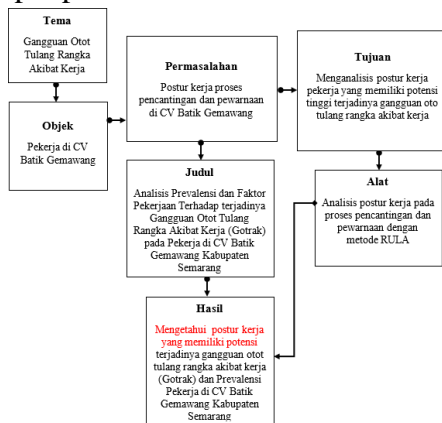 Tema
Gangguan Otot
Tulang Rangka
Akibat Kerja
Objek
Pekerja di CV
Batik Gemawang
Permasalahan
Postur kerja proses
pencantingan dan pewarnaan
di CV Batik Gemawang
Tujuan
Menganalisis postur kerja
pekerja yang memiliki potensi
tinggi terjadinya gangguan oto
tulang rangka akibat kerja
Judul
Analisis Prevalensi dan Faktor
Pekerjaan Terhadap terjadinya
Gangguan Otot Tulang
Rangka Akibat Kerja (Gotrak)
pada Pekerja di CV Batik
Gemawang Kabupaten
Semarang
Alat
Analisis postur kerja pada
proses pencantingan dan
pewarnaan dengan
metode RULA
Hasil
Mengetahui postur kerja
yang memiliki potensi
terjadinya gangguan otot
tulang rangka akibat kerja
(Gotrak) dan Prevalensi
Pekerja di CV Batik
Gemawang Kabupaten
Semarang